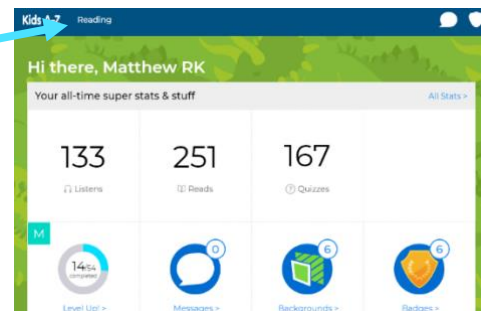 Kids A-Z Reading
Hi there, Matthew RK
Your all-time super stats & stuff All Stats >
133 251 167
Listens Reads Quizzes
M
0 6 6
14/54
completed
Level Up! > Messages > Backgrounds > Badges >